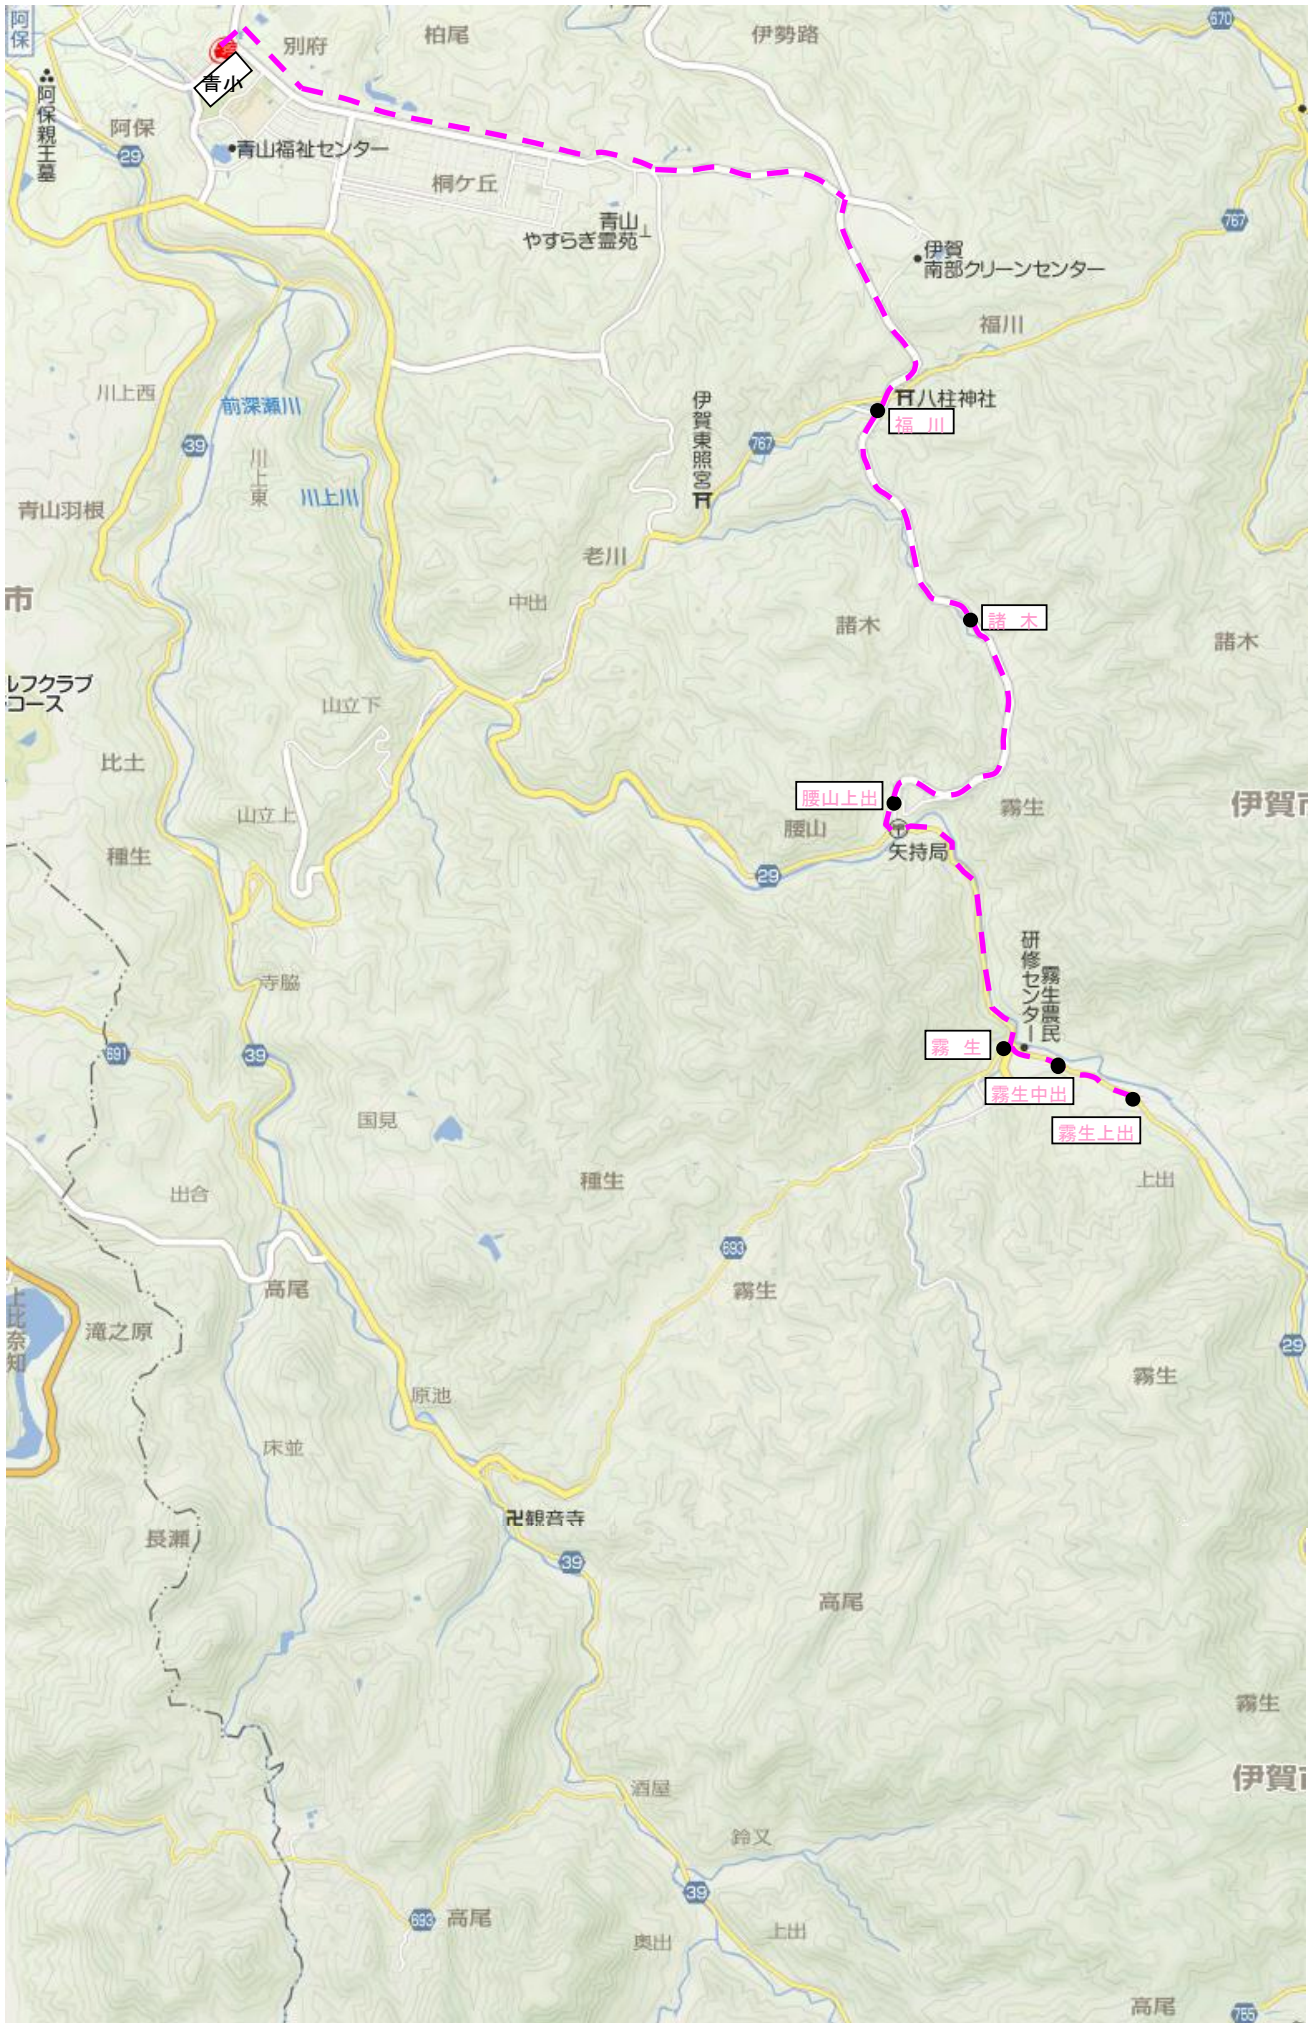 阿保
別府
柏尾
伊勢路
670
青小
阿保親王墓
阿保
29
青山福祉センター
桐ケ丘
青山
やすらぎ霊苑
767
伊賀
南部クリーンセンター
福川
川上西
前深瀬川
伊賀東照宮
八柱神社
福 川
39
767
川上東
川上川
青山羽根
老川
市
中出
諸木
諸 木
諸木
ルフクラブ
コース
山立下
比土
腰山上出
霧生
伊賀市
山立上
腰山
種生
矢持局
29
霧生農民
研修センター
寺脇
691
39
霧 生
霧生中出
国見
霧生上出
種生
上出
出合
693
高尾
霧生
上比奈知
滝之原
29
霧生
原池
床並
卍観音寺
長瀬
39
高尾
霧生
伊賀市
酒屋
鈴又
39
693
高尾
奥出
上出
高尾
755